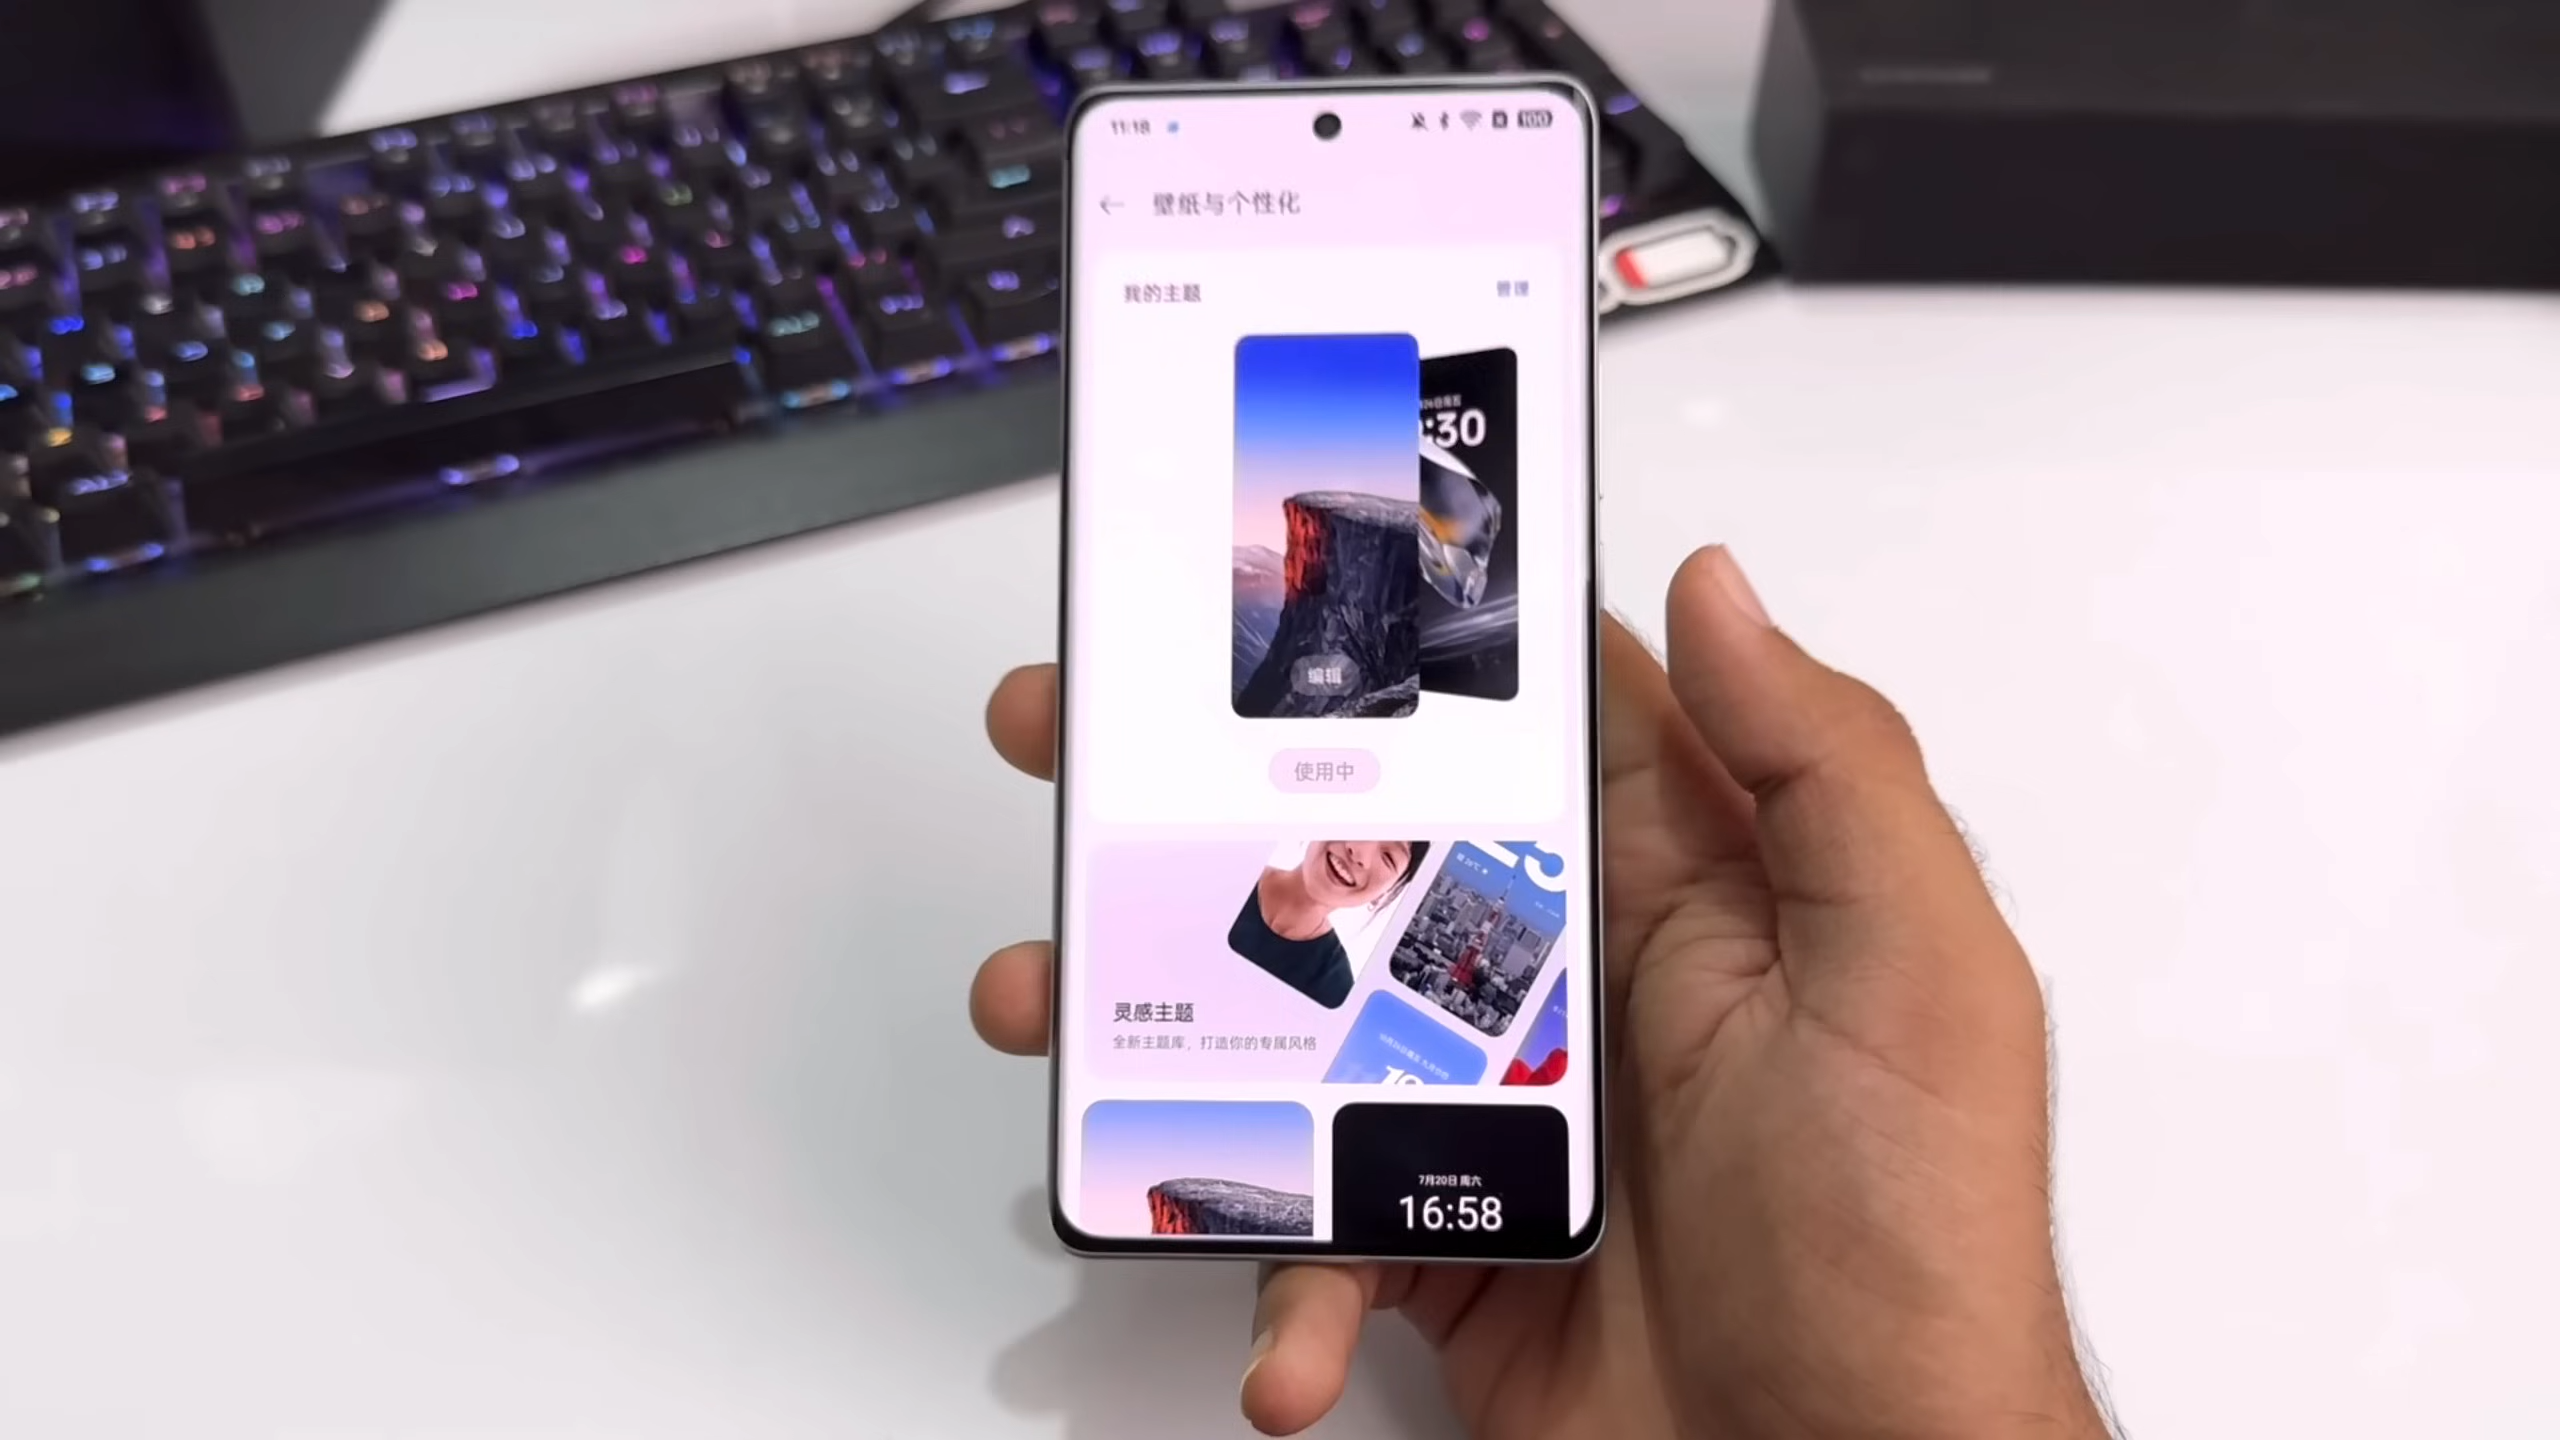 11:18
100
壁纸与个性化
我的主题
管理
:30
编辑
使用中
灵感主题
全新主题库，打造你的专属风格
7月20日 周六
16:58